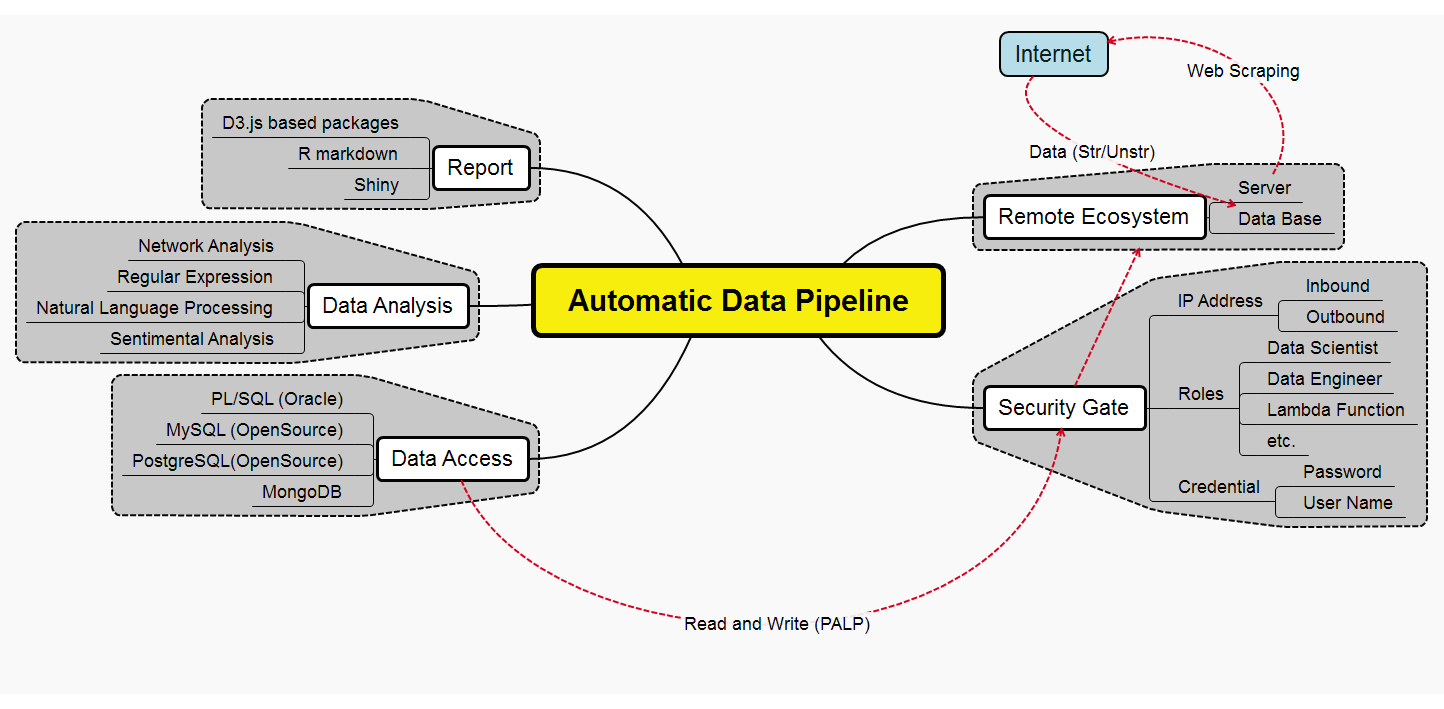 Internet
Web Scraping
Data (Str/Unstr)
D3.js based packages
R markdown
Shiny
Report
Server
Data Base
Remote Ecosystem
Network Analysis
Regular Expression
Natural Language Processing
Sentimental Analysis
Data Analysis
Automatic Data Pipeline
IP Address
Inbound
Outbound
Roles
Data Scientist
Data Engineer
Lambda Function
etc.
Credential
Password
User Name
Security Gate
PL/SQL (Oracle)
MySQL (OpenSource)
PostgreSQL(OpenSource)
MongoDB
Data Access
Read and Write (PALP)